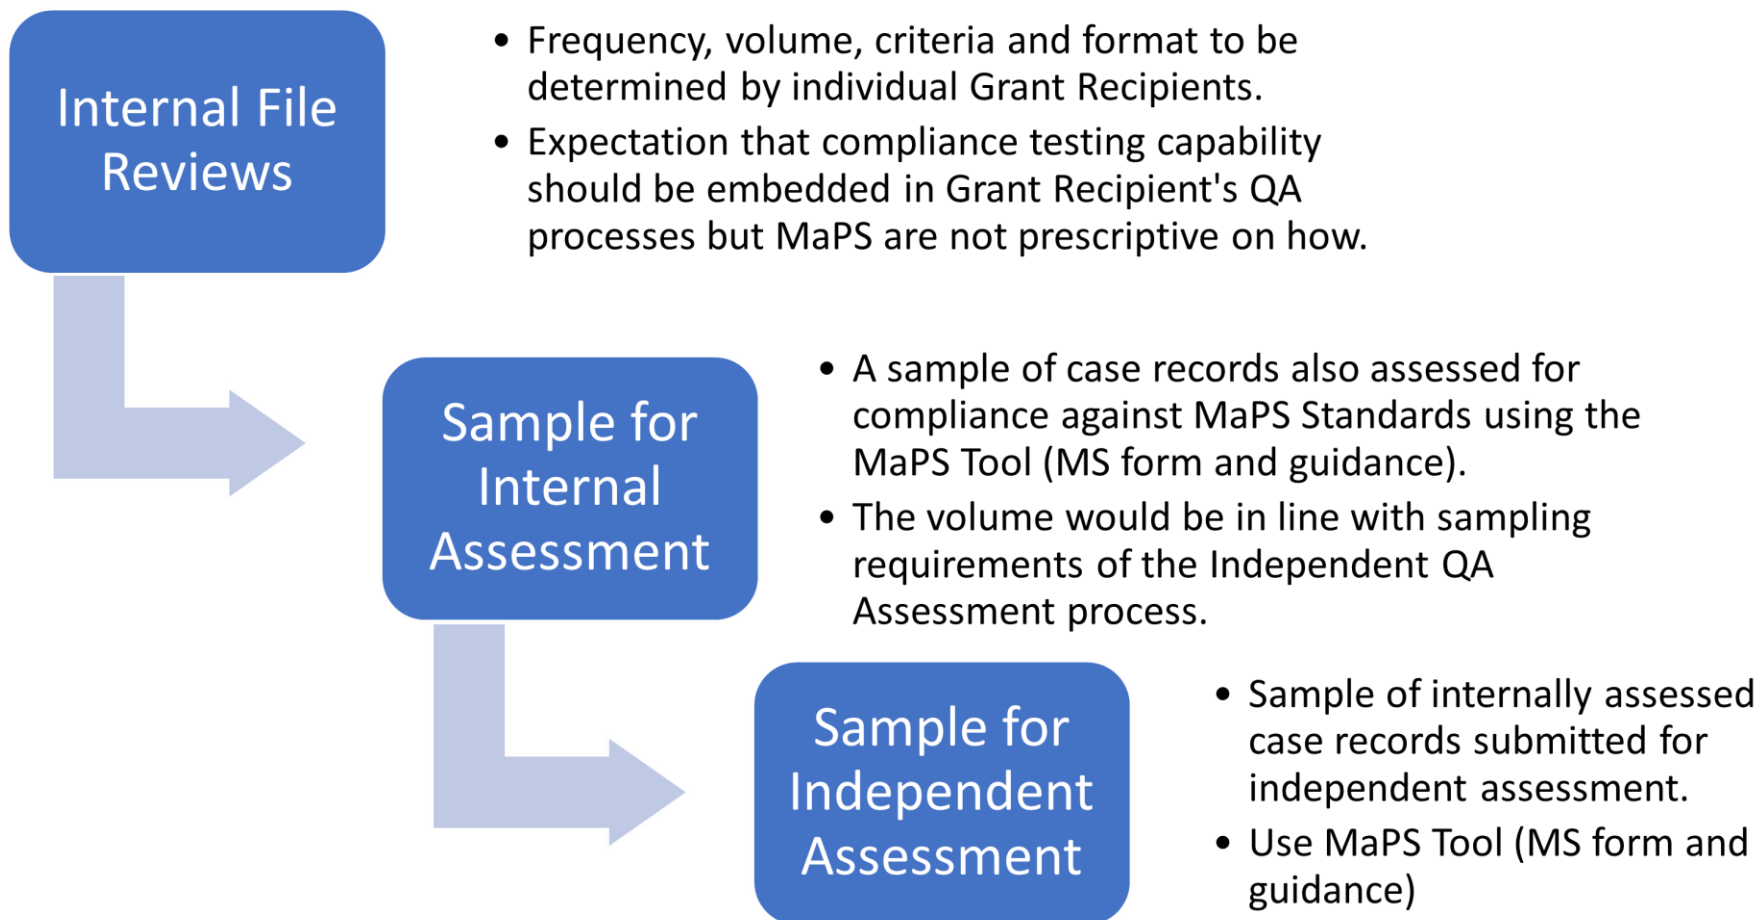 Internal File
Reviews
• Frequency, volume, criteria and format to be
determined by individual Grant Recipients.
• Expectation that compliance testing capability
should be embedded in Grant Recipient's QA
processes but MaPS are not prescriptive on how.
Sample for
Internal
Assessment
• A sample of case records also assessed for
compliance against MaPS Standards using the
MaPS Tool (MS form and guidance).
• The volume would be in line with sampling
requirements of the Independent QA
Assessment process.
Sample for
Independent
Assessment
• Sample of internally assessed
case records submitted for
independent assessment.
• Use MaPS Tool (MS form and
guidance)